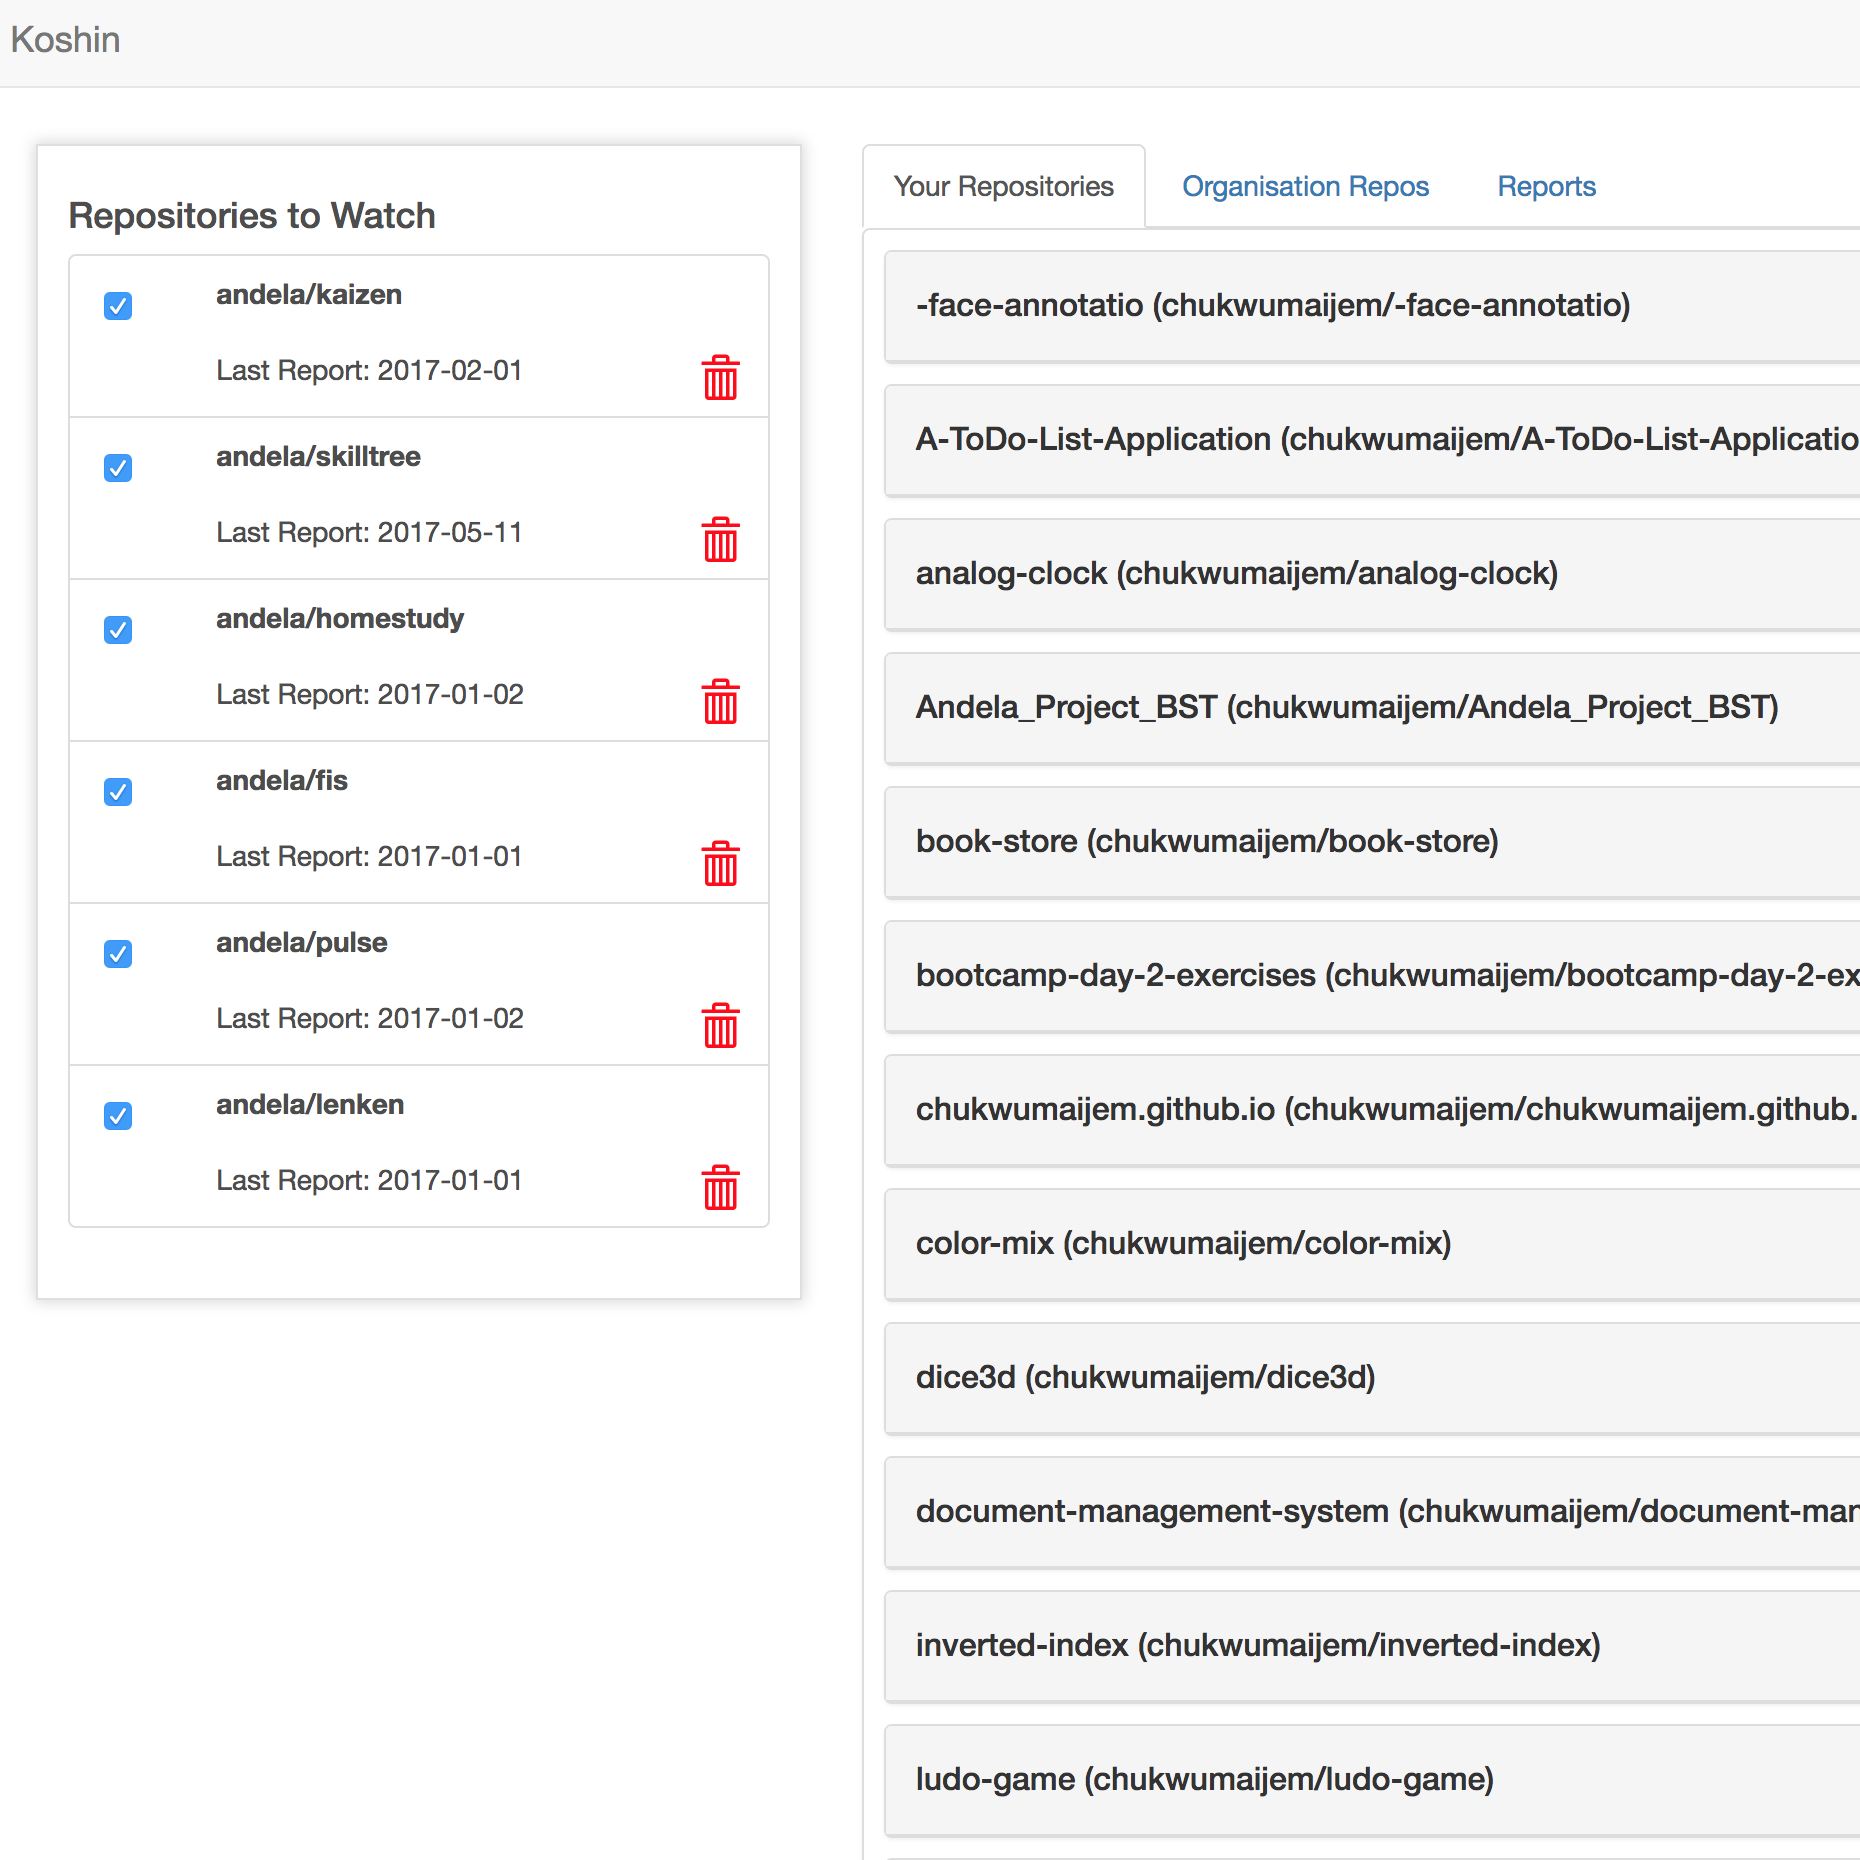 Koshin
Repositories to Watch
andela/kaizen
Last Report: 2017-02-01
andela/skilltree
Last Report: 2017-05-11
andela/homestudy
Last Report: 2017-01-02
andela/fis
Last Report: 2017-01-01
andela/pulse
Last Report: 2017-01-02
andela/lenken
Last Report: 2017-01-01
Your Repositories
Organisation Repos
Reports
-face-annotatio (chukwumaijem/-face-annotatio)
A-ToDo-List-Application (chukwumaijem/A-ToDo-List-Applicatio
analog-clock (chukwumaijem/analog-clock)
Andela_Project_BST (chukwumaijem/Andela_Project_BST)
book-store (chukwumaijem/book-store)
bootcamp-day-2-exercises (chukwumaijem/bootcamp-day-2-ex
chukwumaijem.github.io (chukwumaijem/chukwumaijem.github.
color-mix (chukwumaijem/color-mix)
dice3d (chukwumaijem/dice3d)
document-management-system (chukwumaijem/document-man
inverted-index (chukwumaijem/inverted-index)
ludo-game (chukwumaijem/ludo-game)